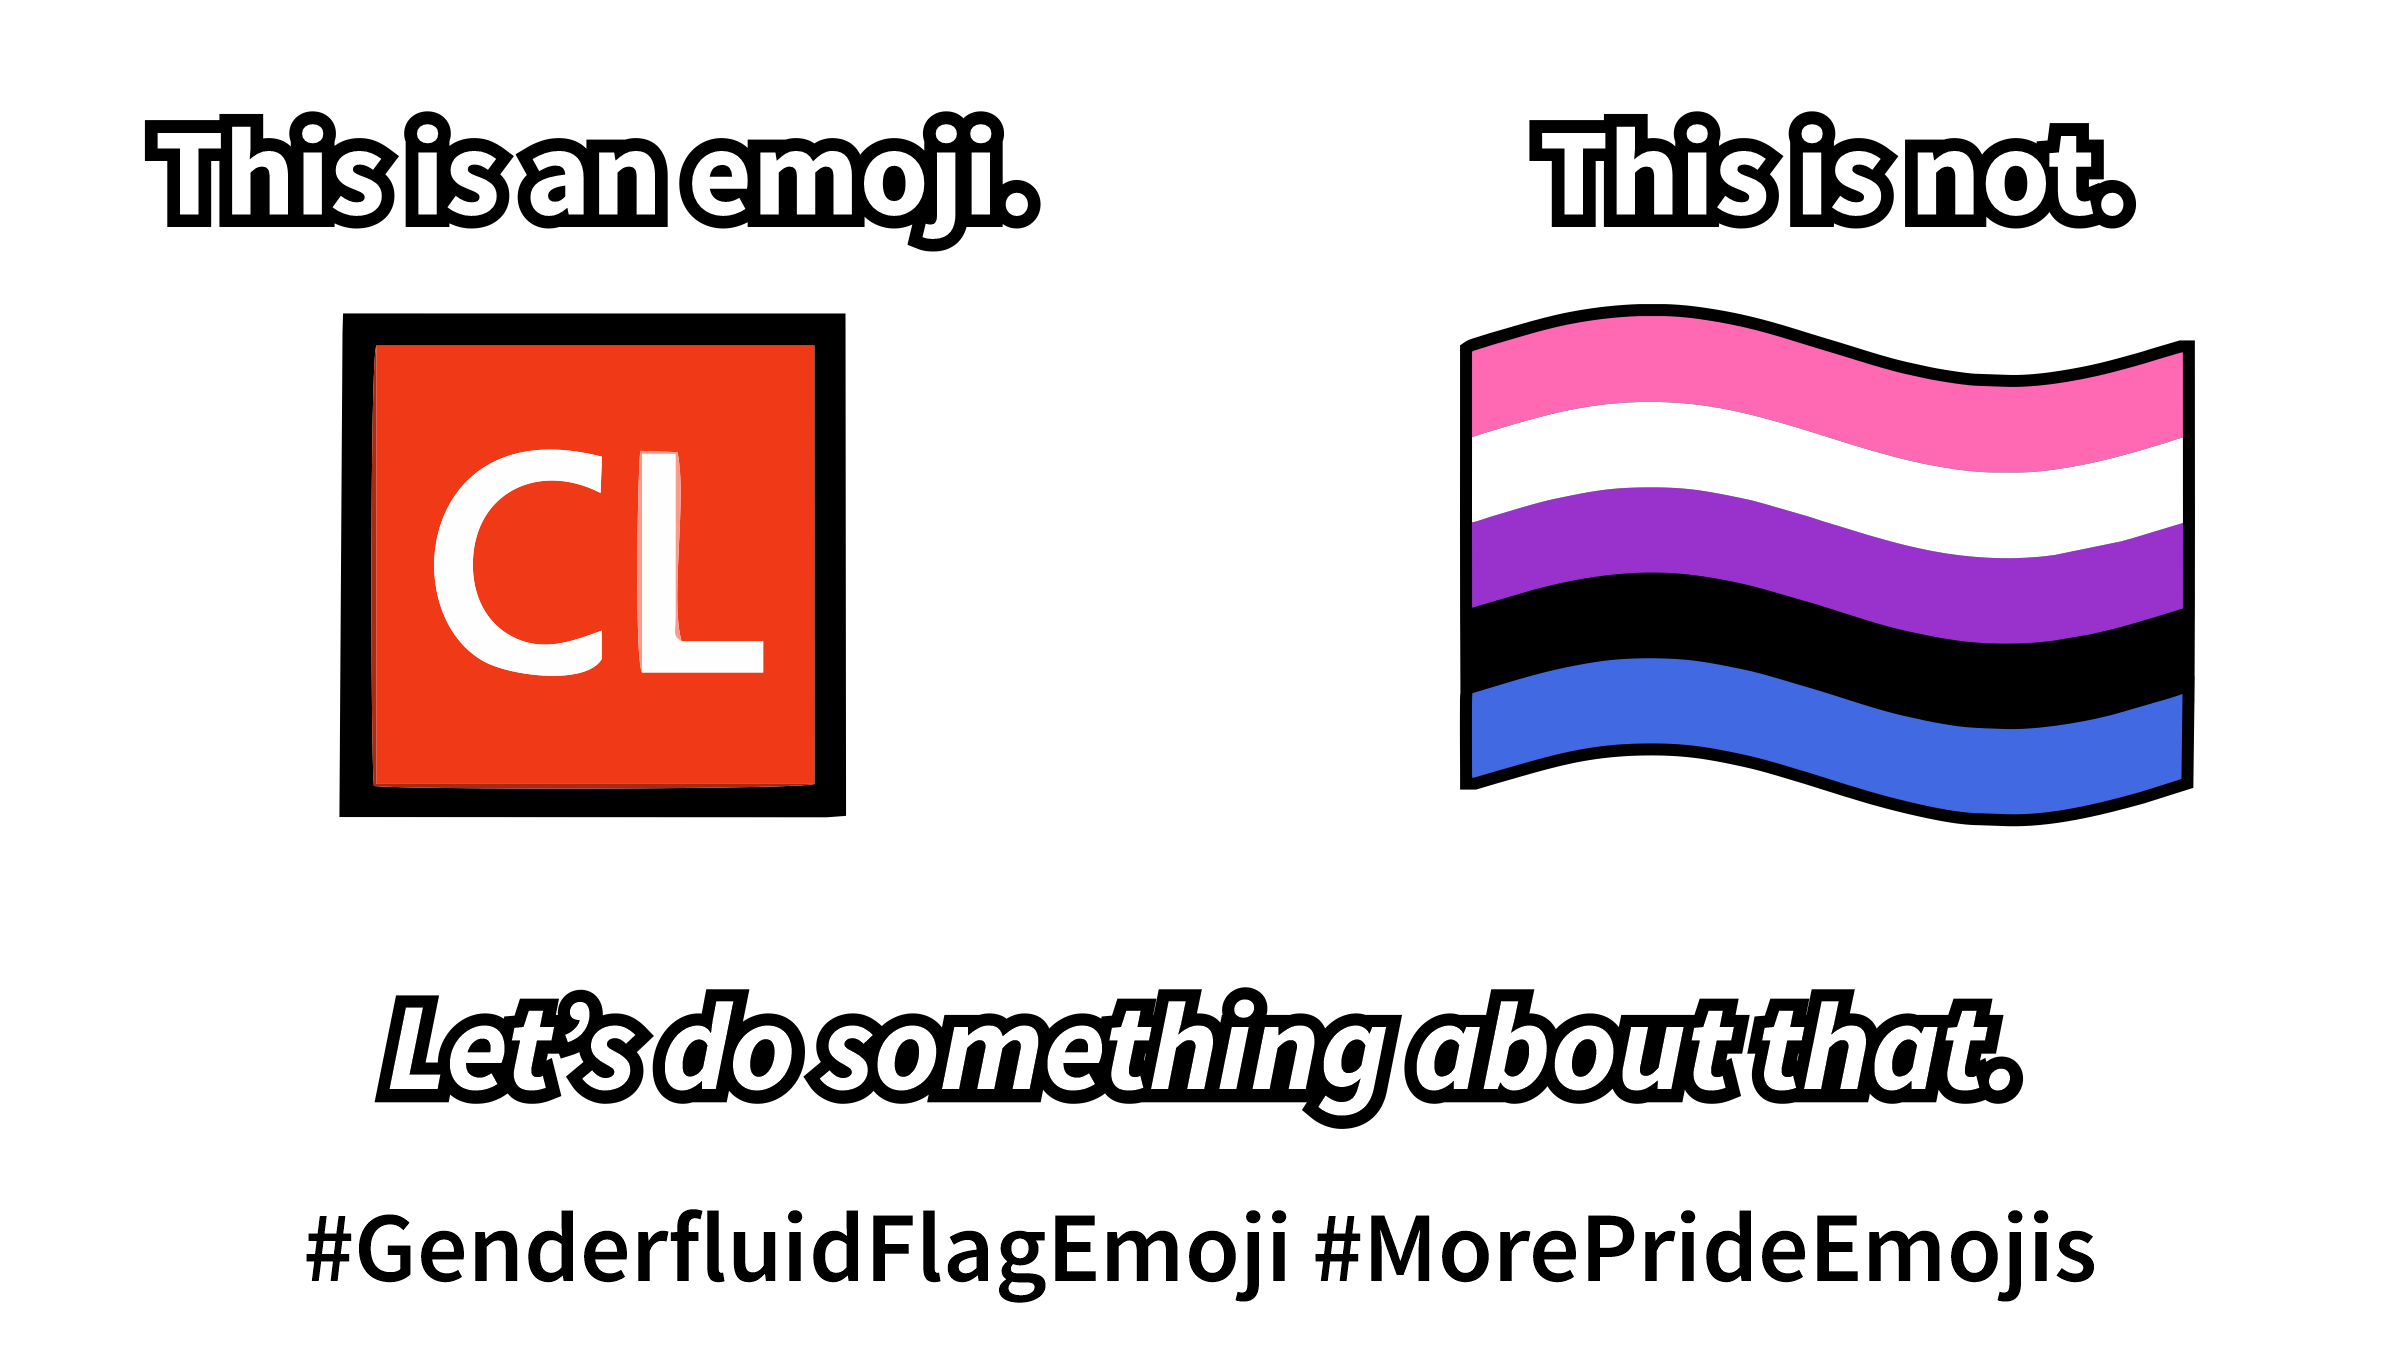 This is an emoji.
This is not.
CL
Let’s do something about that.
#GenderfluidFlagEmoji #MorePrideEmojis